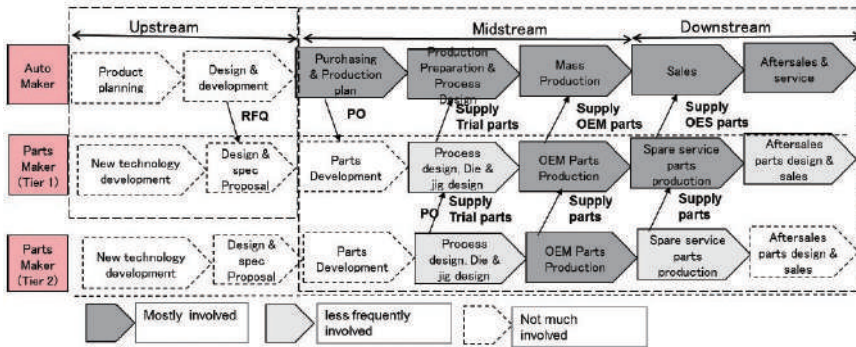 Upstream
Midstream
Downstream
Auto
Maker
Product
planning
Design &
development
Purchasing
& Production
plan
Production
Preparation &
Process
Design
Mass
Production
Sales
Aftersales &
service
RFQ
PO
Supply
Trial parts
Supply
OEM parts
Supply
OES parts
Parts
Maker
(Tier 1)
New technology
development
Design &
spec
Proposal
Parts
Development
Process
design, Die &
jig design
OEM Parts
Production
Spare service
parts
production
Aftersales
parts design &
sales
PO
Supply
Trial parts
Supply
parts
Supply
parts
Parts
Maker
(Tier 2)
New technology
development
Design &
spec
Proposal
Parts
Development
Process
design, Die &
jig design
OEM Parts
Production
Spare service
parts
production
Aftersales
parts design &
sales
Mostly involved
less frequently
involved
Not much
involved